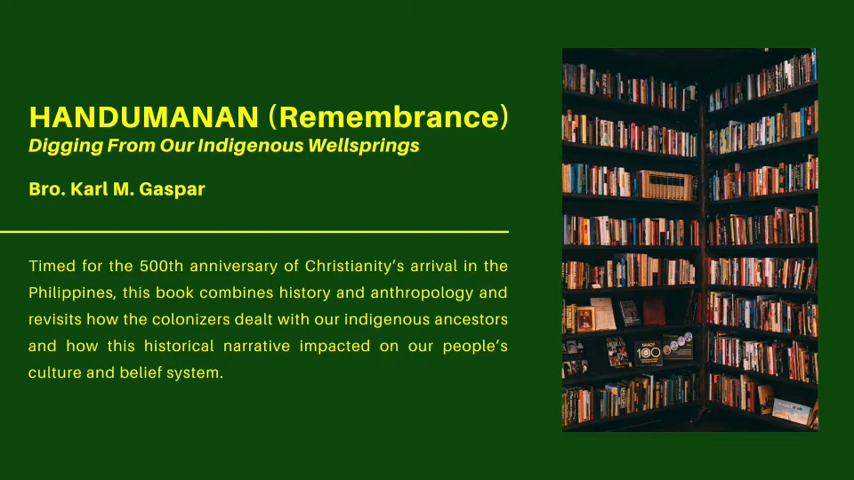 HANDUMANAN (Remembrance)
Digging From Our Indigenous Wellsprings
Bro. Karl M. Gaspar
Timed for the 500th anniversary of Christianity's arrival in the
Philippines, this book combines history and anthropology and
revisits how the colonizers dealt with our indigenous ancestors
and how this historical narrative impacted on our people's
culture and belief system.
100